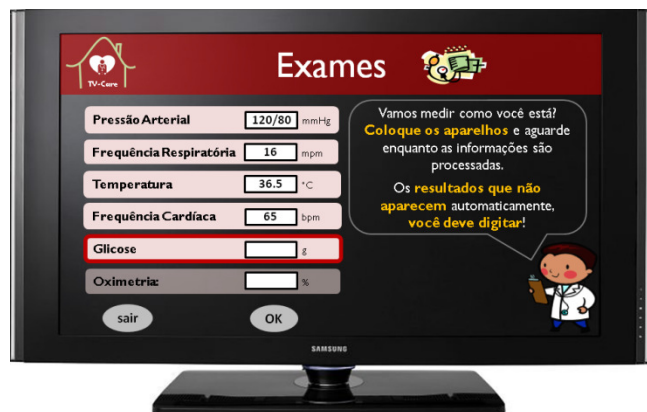 TV-Care
Exames
Pressão Arterial 120/80 mmHg
Frequência Respiratória 16 mpm
Temperatura 36.5 °C
Frequência Cardíaca 65 bpm
Glicose g
Oximetria: %
sair OK
Vamos medir como você está?
Coloque os aparelhos e aguarde
enquanto as informações são
processadas.
Os resultados que não
aparecem automaticamente,
você deve digitar!
SAMSUNG